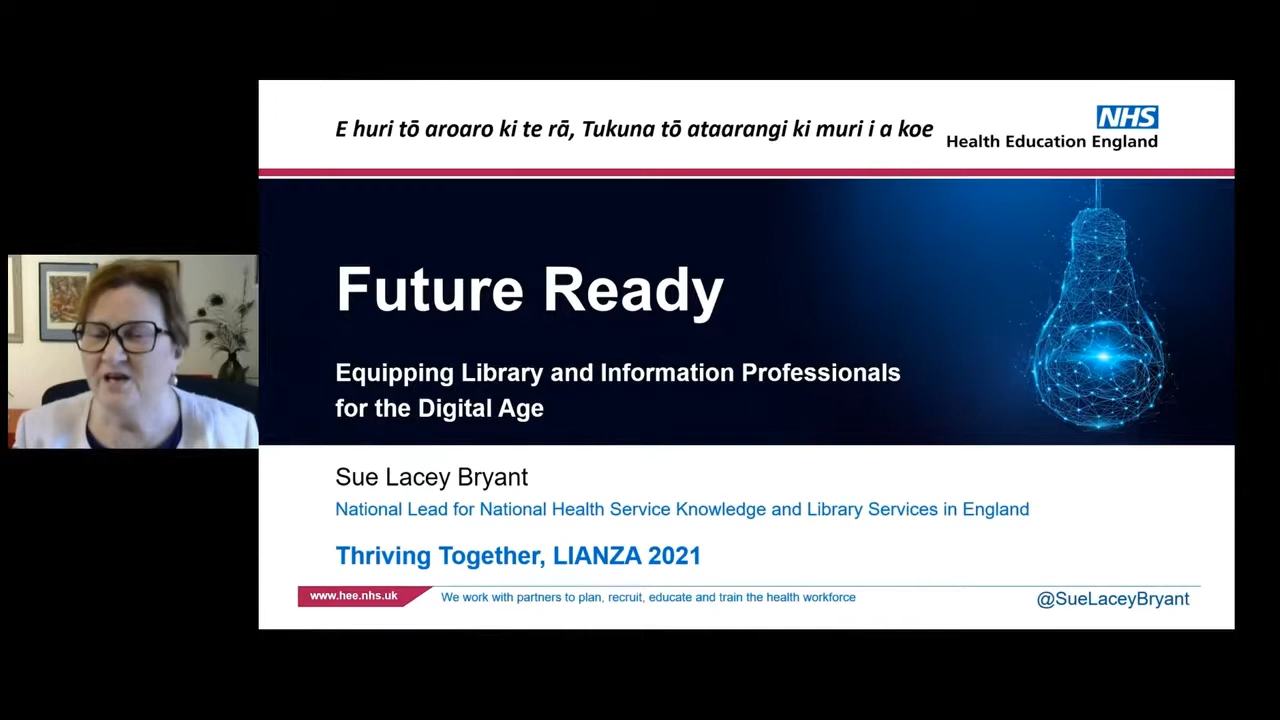 E huri tō aroaro ki te rā, Tukuna tō ataarangi ki muri i a koe
NHS
Health Education England
Future Ready
Equipping Library and Information Professionals
for the Digital Age
Sue Lacey Bryant
National Lead for National Health Service Knowledge and Library Services in England
Thriving Together, LIANZA 2021
www.hee.nhs.uk
We work with partners to plan, recruit, educate and train the health workforce
@SueLaceyBryant